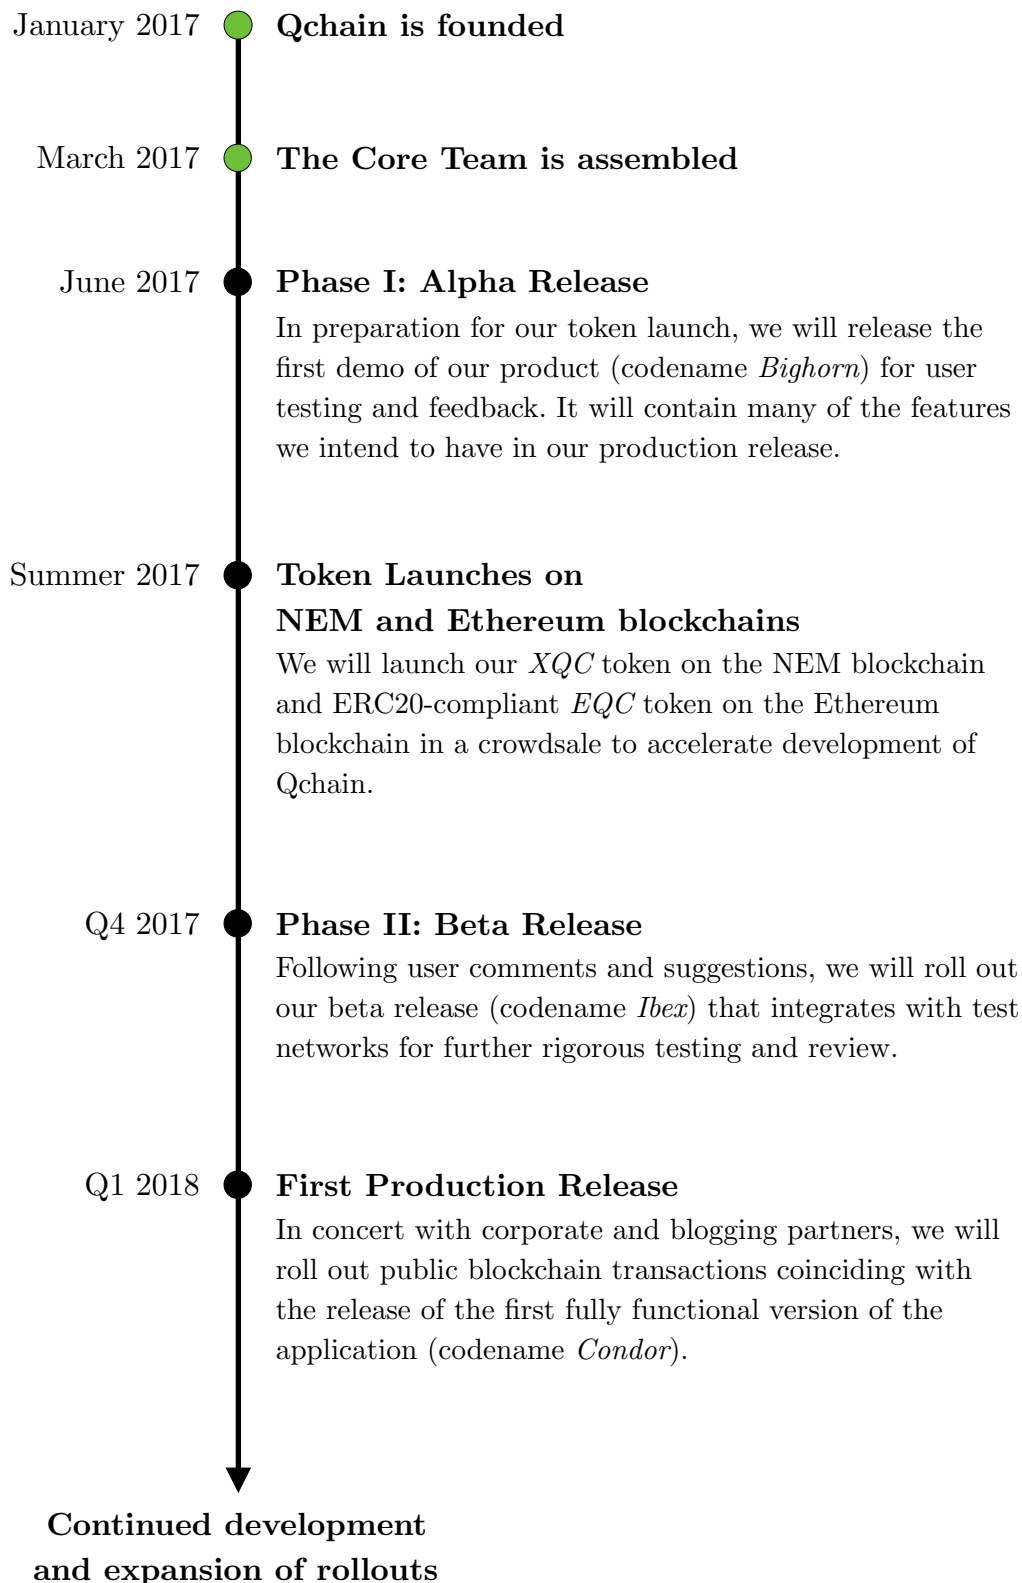 January 2017 Qchain is founded
March 2017 The Core Team is assembled
June 2017 Phase I: Alpha Release
In preparation for our token launch, we will release the
first demo of our product (codename Bighorn) for user
testing and feedback. It will contain many of the features
we intend to have in our production release.
Summer 2017 Token Launches on
NEM and Ethereum blockchains
We will launch our XQC token on the NEM blockchain
and ERC20-compliant EQC token on the Ethereum
blockchain in a crowdsale to accelerate development of
Qchain.
Q4 2017 Phase II: Beta Release
Following user comments and suggestions, we will roll out
our beta release (codename Ibex) that integrates with test
networks for further rigorous testing and review.
Q1 2018 First Production Release
In concert with corporate and blogging partners, we will
roll out public blockchain transactions coinciding with
the release of the first fully functional version of the
application (codename Condor).
Continued development
and expansion of rollouts